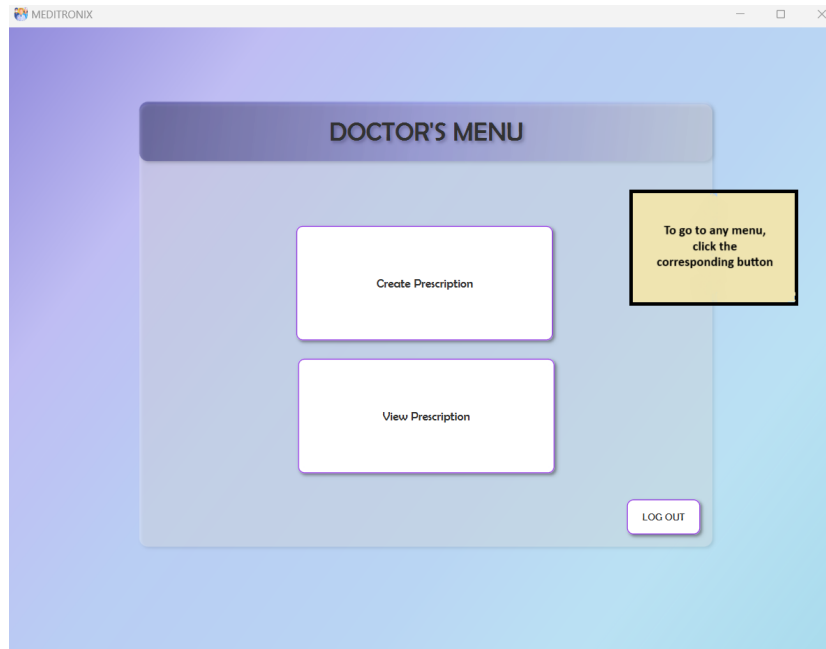 MEDITRONIX
DOCTOR'S MENU
To go to any menu,
click the
corresponding button
Create Prescription
View Prescription
LOG OUT